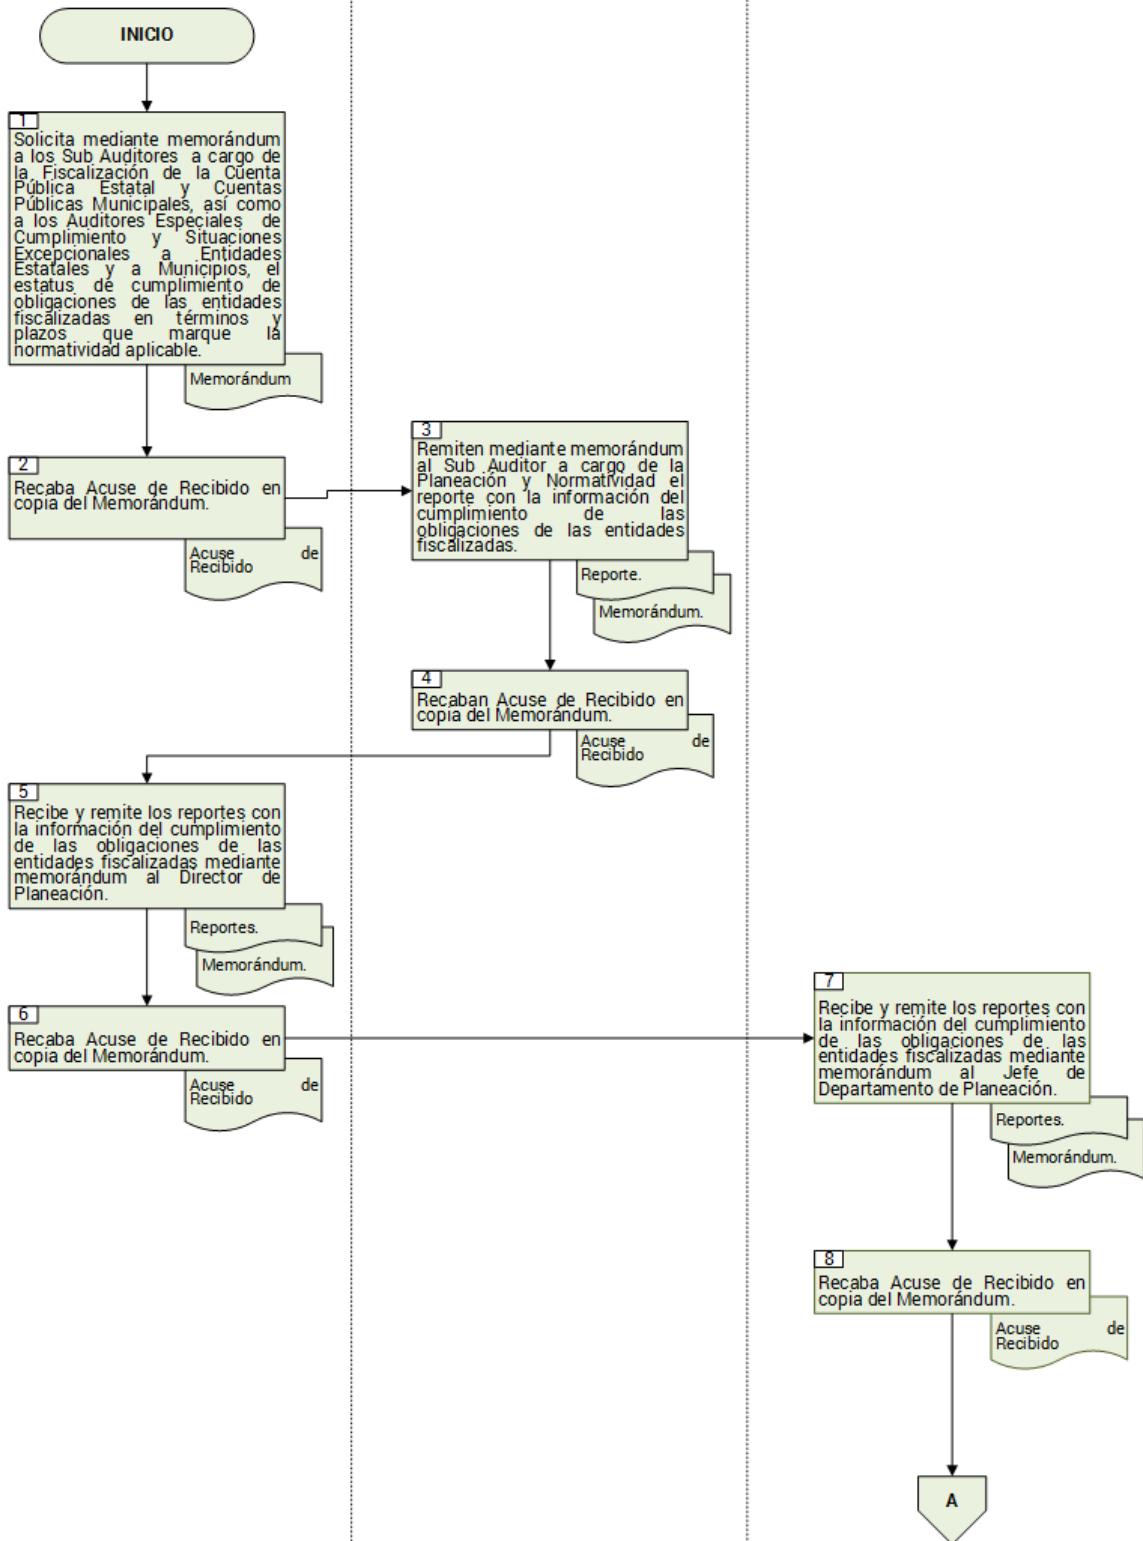 INICIO
1
Solicita mediante memorándum
a los Sub Auditores a cargo de
la Fiscalización de la Cuenta
Pública Estatal y Cuentas
Públicas Municipales, así como
a los Auditores Especiales de
Cumplimiento y Situaciones
Excepcionales a Entidades
Estatales y a Municipios, el
estatus de cumplimiento de
obligaciones de las entidades
fiscalizadas en términos y
plazos que marque la
normatividad aplicable.
Memorándum
2
Recaba Acuse de Recibido en
copia del Memorándum.
Acuse de
Recibido
3
Remiten mediante memorándum
al Sub Auditor a cargo de la
Planeación y Normatividad el
reporte con la información del
cumplimiento de las
obligaciones de las entidades
fiscalizadas.
Reporte.
Memorándum.
4
Recaban Acuse de Recibido en
copia del Memorándum.
Acuse de
Recibido
5
Recibe y remite los reportes con
la información del cumplimiento
de las obligaciones de las
entidades fiscalizadas mediante
memorándum al Director de
Planeación.
Reportes.
Memorándum.
6
Recaba Acuse de Recibido en
copia del Memorándum.
Acuse de
Recibido
7
Recibe y remite los reportes con
la información del cumplimiento
de las obligaciones de las
entidades fiscalizadas mediante
memorándum al Jefe de
Departamento de Planeación.
Reportes.
Memorándum.
8
Recaba Acuse de Recibido en
copia del Memorándum.
Acuse de
Recibido
A